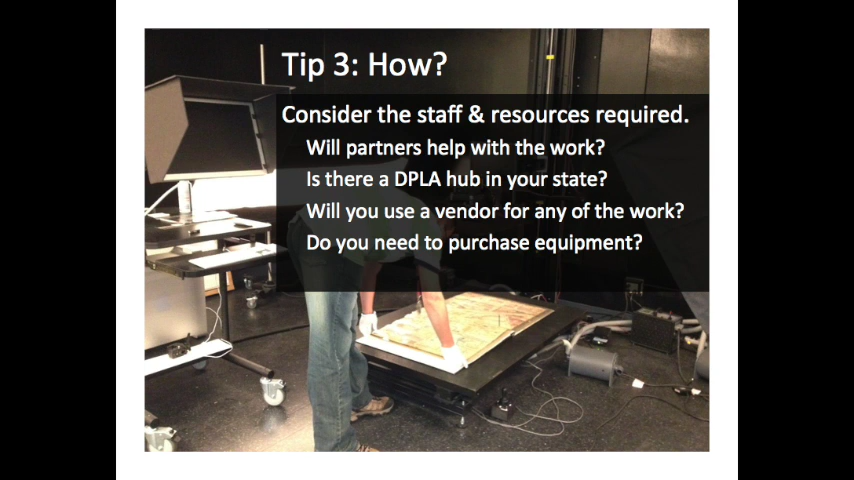 Tip 3: How?
Consider the staff & resources required.
Will partners help with the work?
Is there a DPLA hub in your state?
Will you use a vendor for any of the work?
Do you need to purchase equipment?